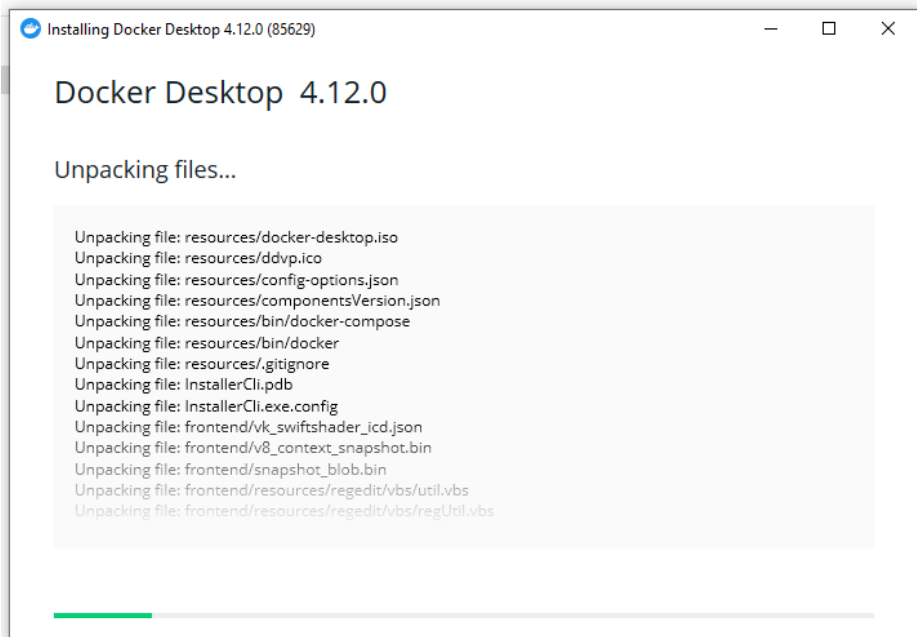 Installing Docker Desktop 4.12.0 (85629)
Docker Desktop 4.12.0
Unpacking files...
Unpacking file: resources/docker-desktop.iso
Unpacking file: resources/ddvp.ico
Unpacking file: resources/config-options.json
Unpacking file: resources/componentsVersion.json
Unpacking file: resources/bin/docker-compose
Unpacking file: resources/bin/docker
Unpacking file: resources/.gitignore
Unpacking file: InstallerCli.pdb
Unpacking file: InstallerCli.exe.config
Unpacking file: frontend/vk_swiftshader_icd.json
Unpacking file: frontend/v8_context_snapshot.bin
Unpacking file: frontend/snapshot_blob.bin
Unpacking file: frontend/resources/regedit/vbs/util.vbs
Unpacking file: frontend/resources/regedit/vbs/regUtil.vbs